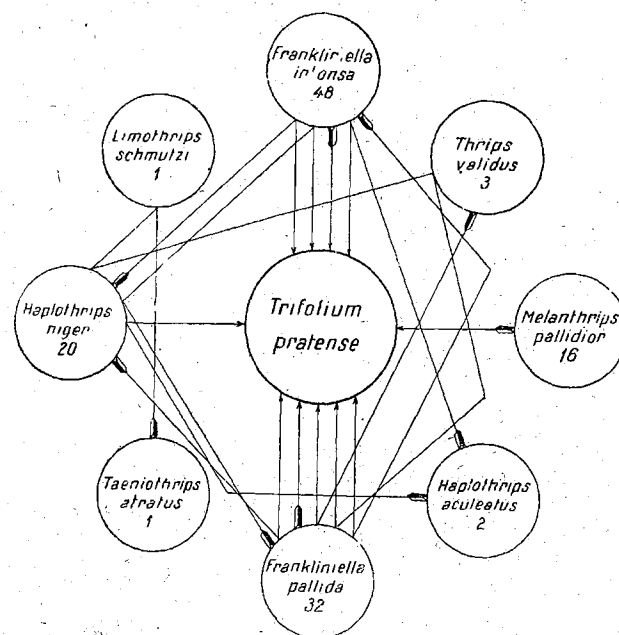 Frankliniella
intonsa
48
Limothrips
schmutzi
1
Thrips
validus
3
Haplothrips
niger
20
Trifolium
pratense
Melanthrips
pallidior
16
Taeniothrips
atratus
1
Haplothrips
aculeatus
2
Frankliniella
pallida
32